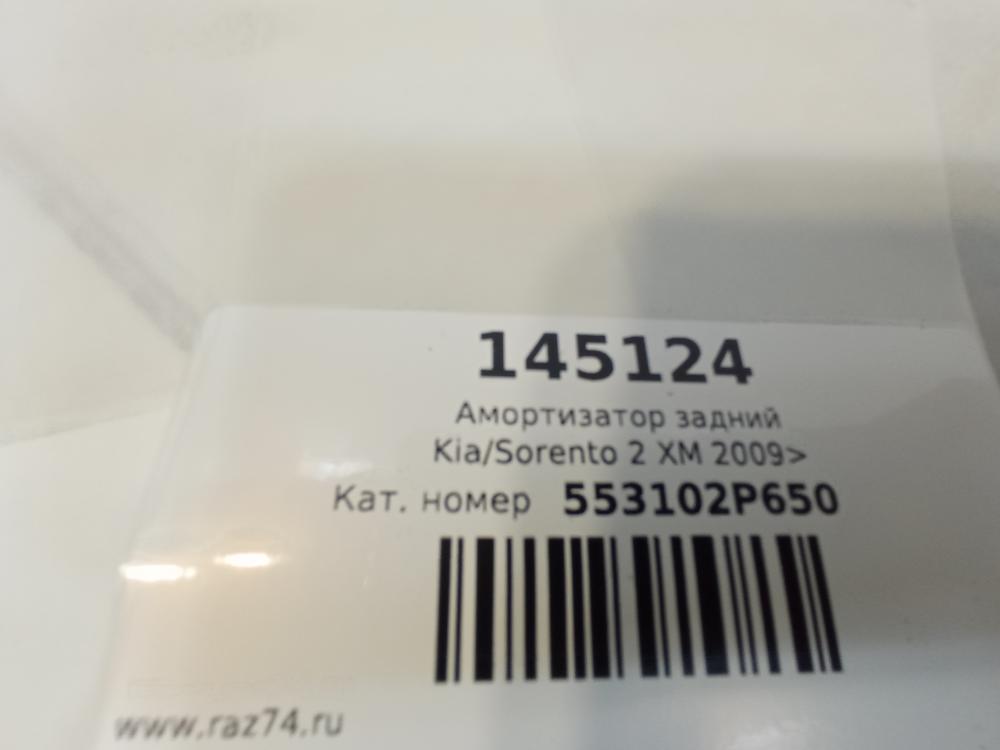 145124
Амортизатор задний
Kia/Sorento 2 XM 2009>
Кат. номер 553102P650
www.raz74.ru